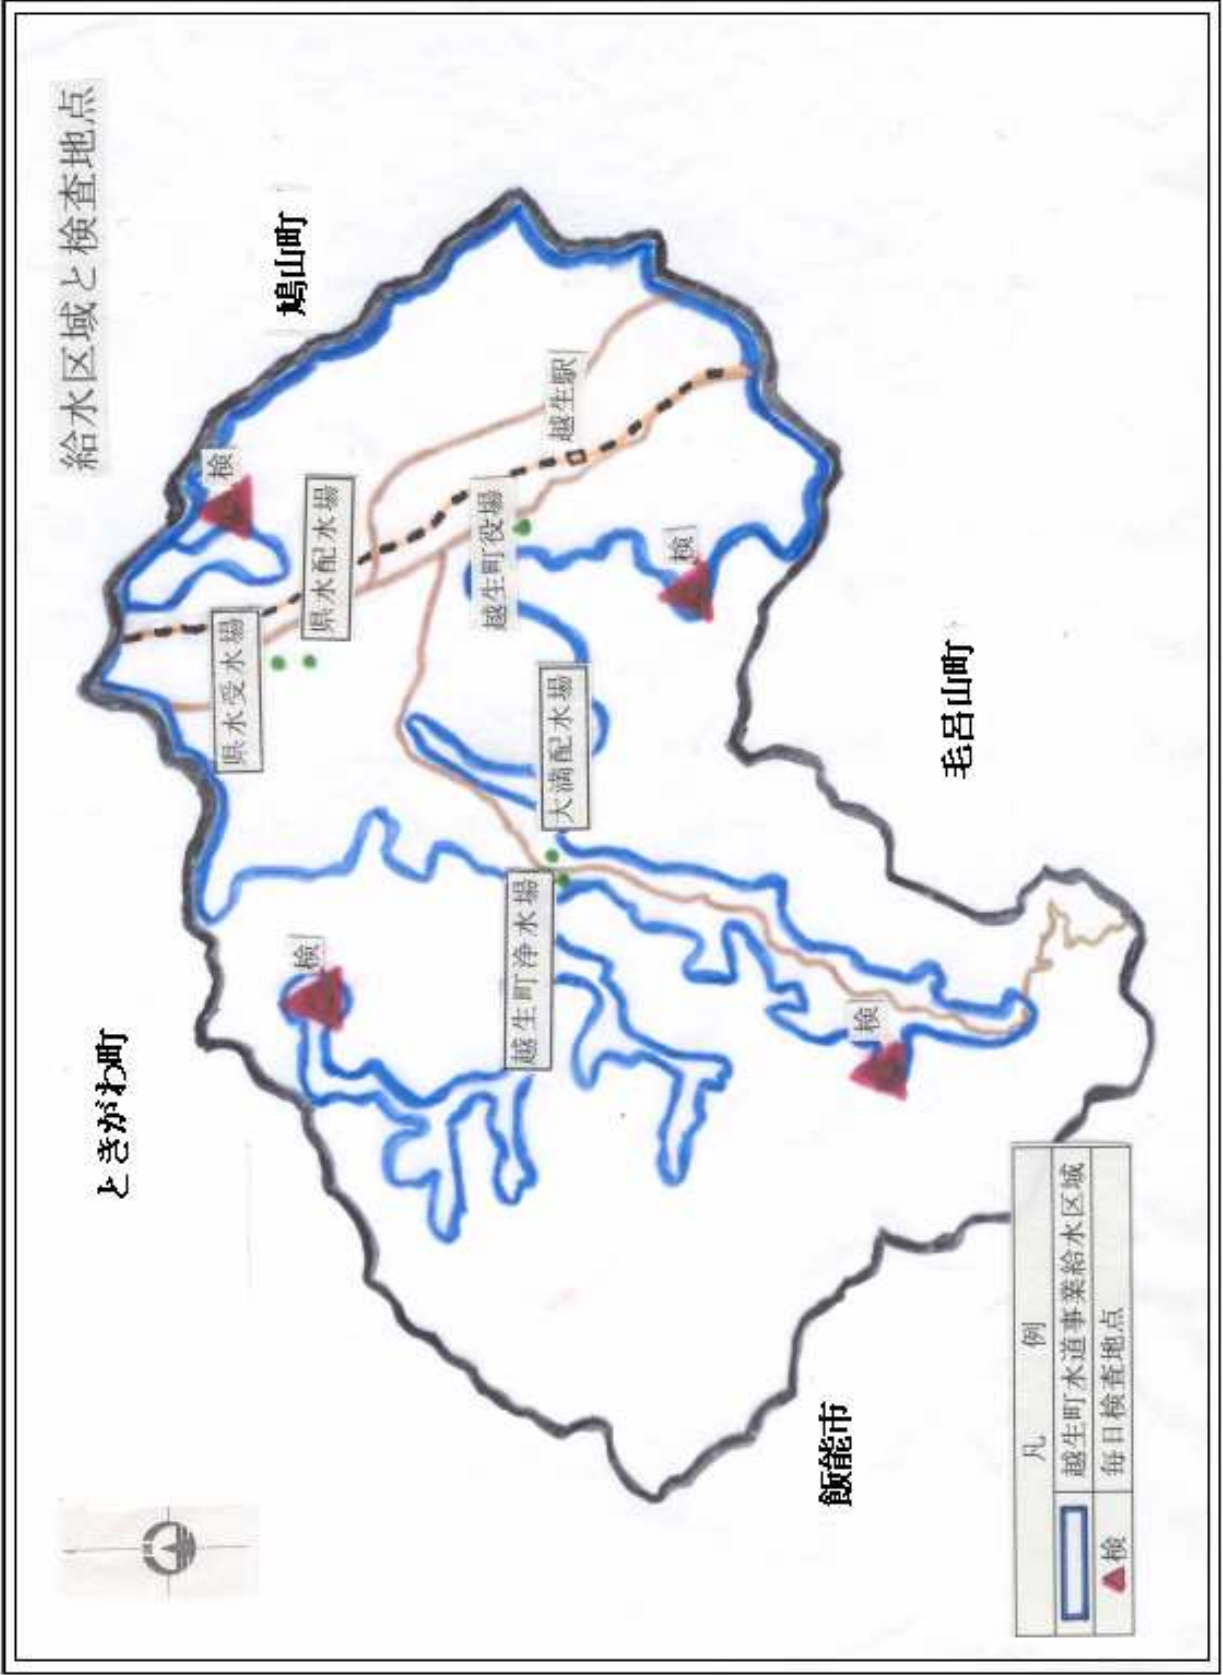 給水区域と検査地点
ときがわ町
鳩山町
検
県水受水場
県水配水場
検
越生町役場
越生駅
越生町浄水場
大満配水場
検
検
毛呂山町
飯能市
凡例
越生町水道事業給水区域
検 毎日検査地点